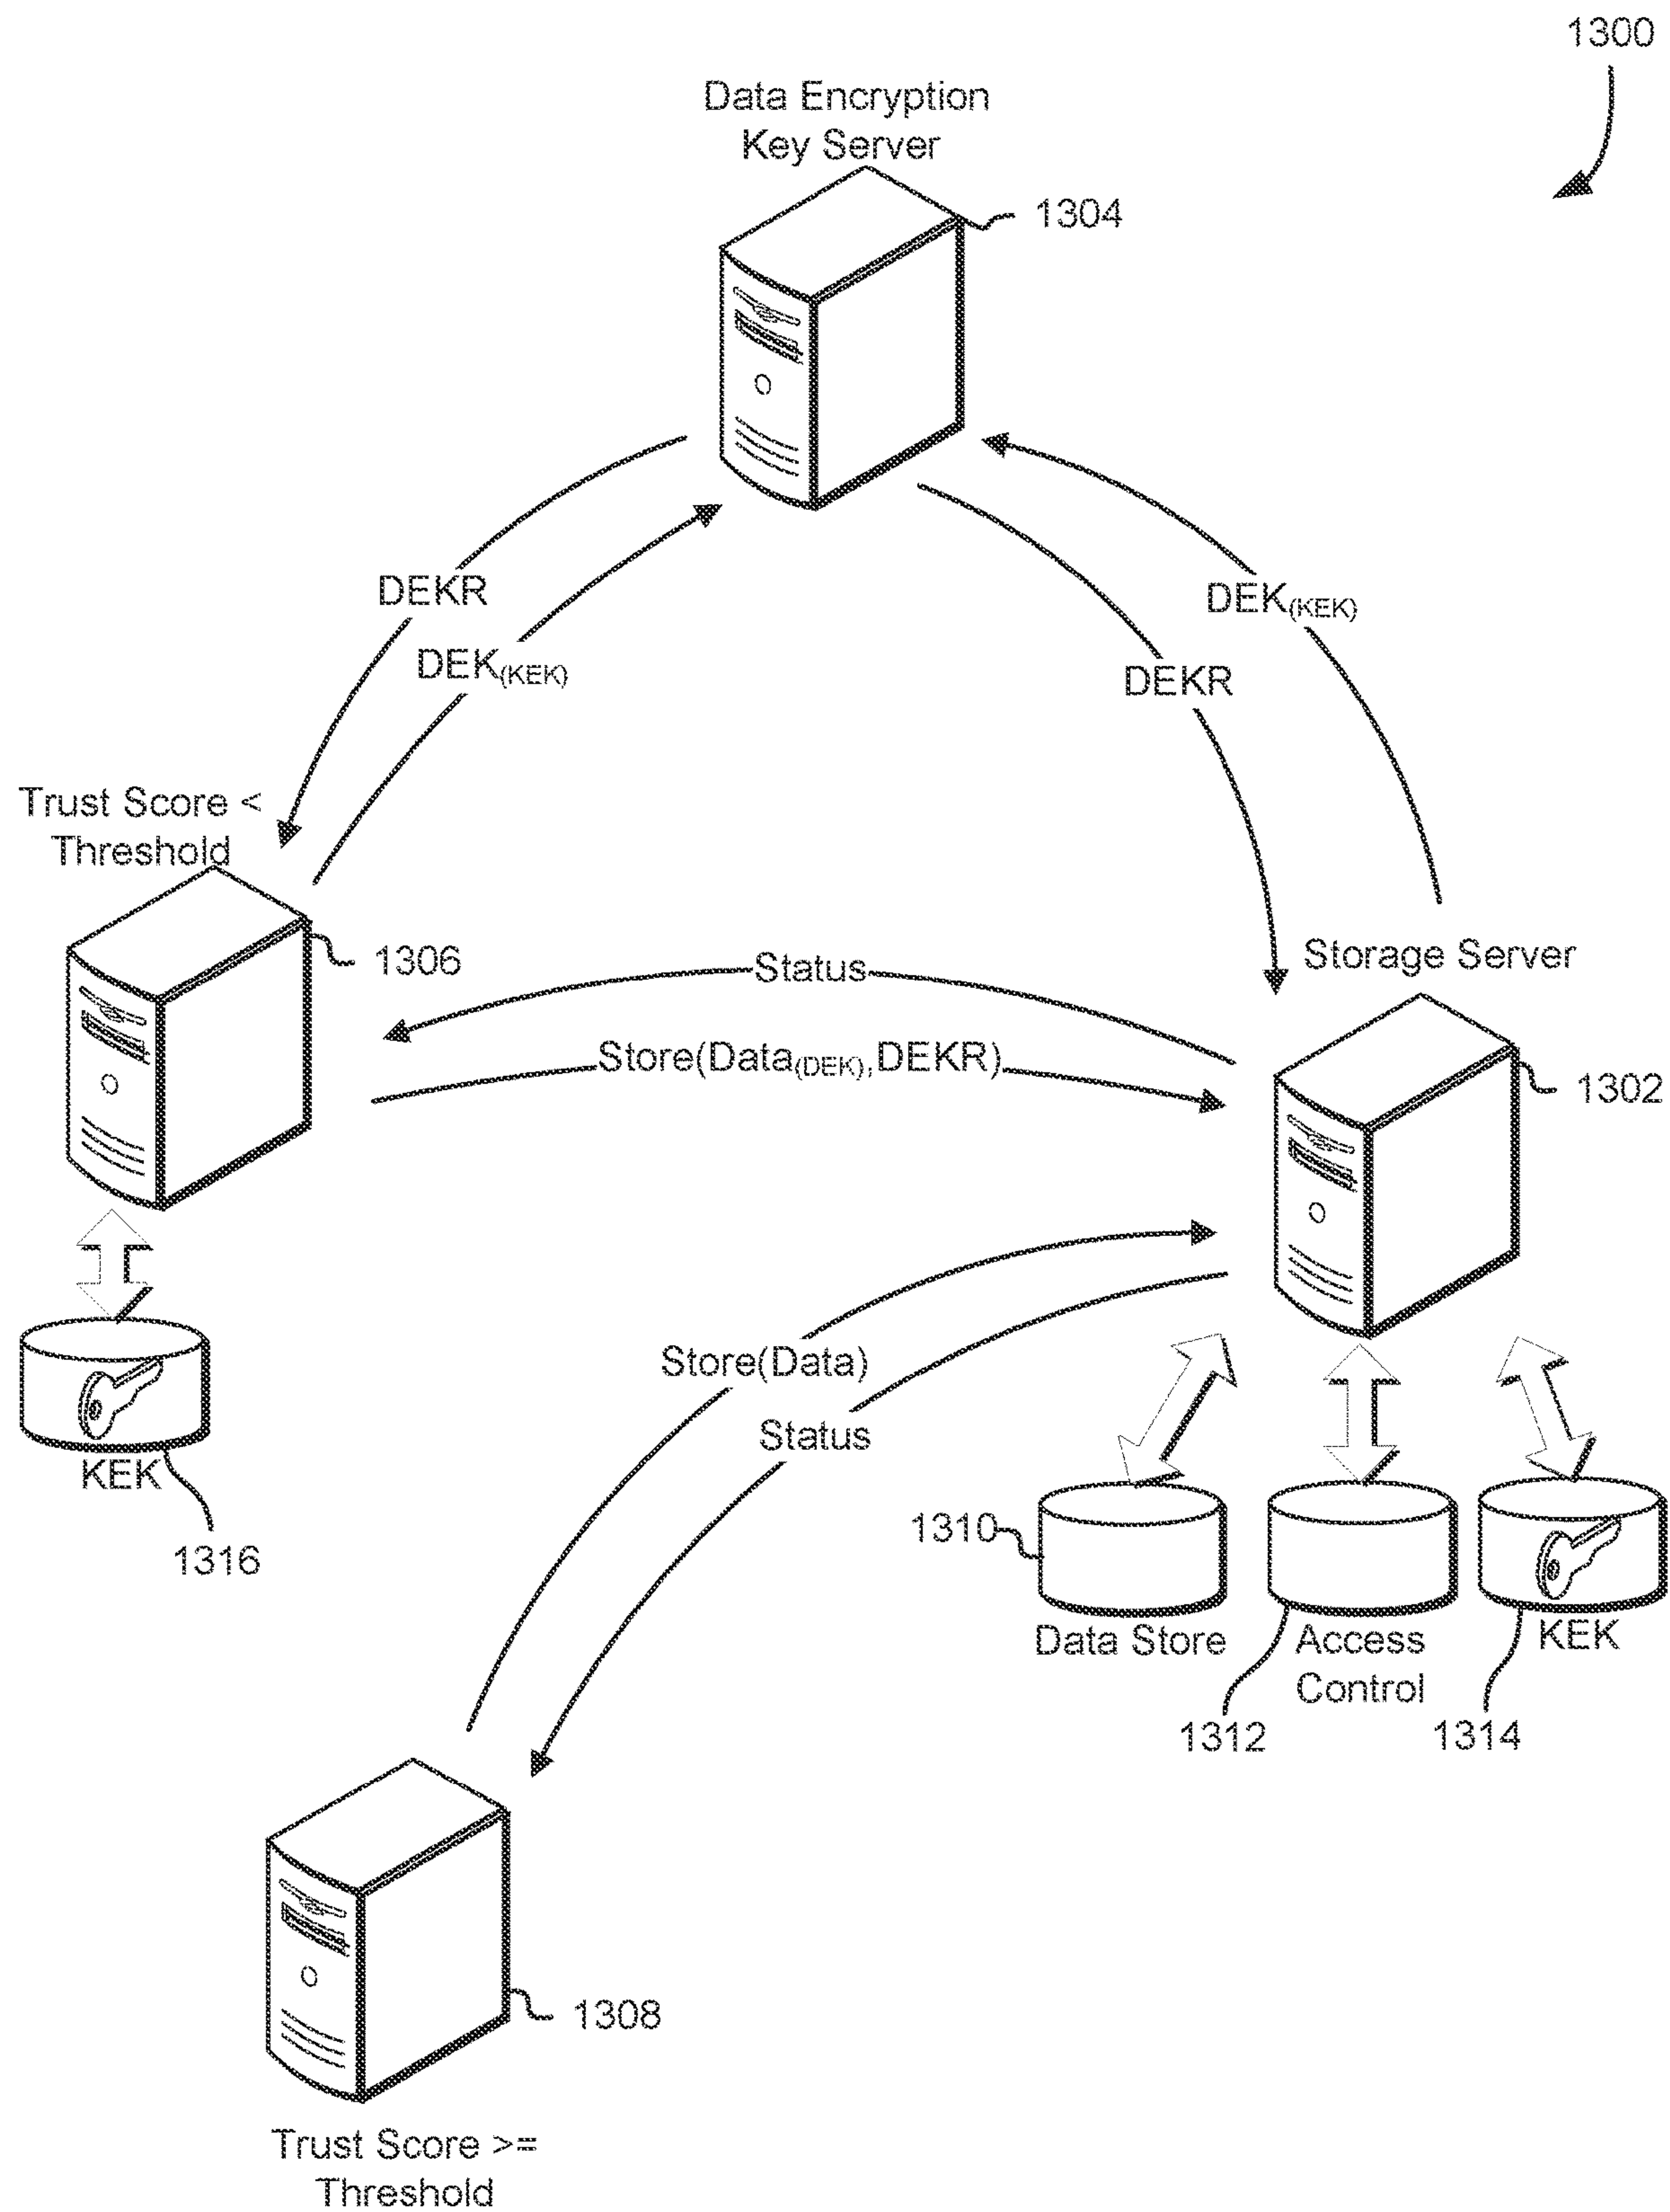 1300
Data Encryption
Key Server
1304
DEKR
DEK(KEK)
DEK(KEK)
DEKR
Trust Score <
Threshold
1306
Status
Storage Server
Store(Data(DEK),DEKR)
1302
Store(Data)
Status
KEK
1316
1310
Data Store
Access
Control
KEK
1312
1314
1308
Trust Score >=
Threshold